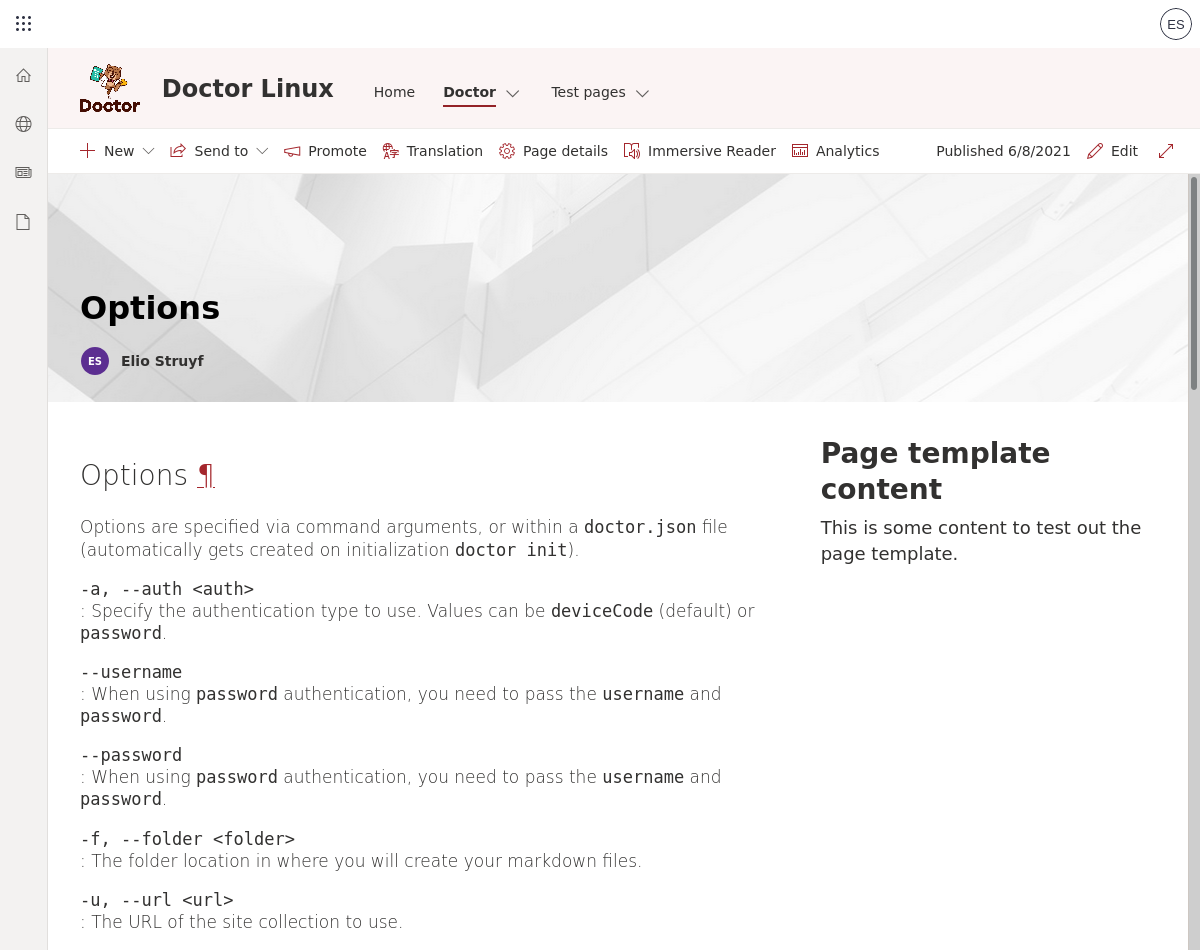 ES
Doctor
Doctor Linux
Home
Doctor
Test pages
New
Send to
Promote
Translation
Page details
Immersive Reader
Analytics
Published 6/8/2021
Edit
Options
ES
Elio Struyf
Options ¶
Options are specified via command arguments, or within a doctor.json file
(automatically gets created on initialization doctor init).
-a, --auth <auth>
: Specify the authentication type to use. Values can be deviceCode (default) or
password.
--username
: When using password authentication, you need to pass the username and
password.
--password
: When using password authentication, you need to pass the username and
password.
-f, --folder <folder>
: The folder location in where you will create your markdown files.
-u, --url <url>
: The URL of the site collection to use.
Page template
content
This is some content to test out the
page template.